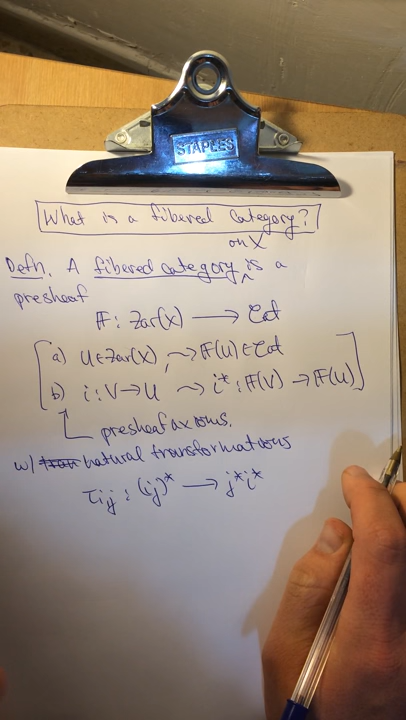 STAPLES
What is a fibered category?
on X
Defn. A fibered category ^ is a
presheaf
𝔽 : Zar(X) ⟶ Cat
a) U ∈ Zar(X), ⤳ 𝔽(U) ∈ Cat
b) i : V → U ⤳ i* : 𝔽(V) → 𝔽(U)
presheaf axioms.
w/ natural transformations
τij : (ij)* ⟶ j* i*